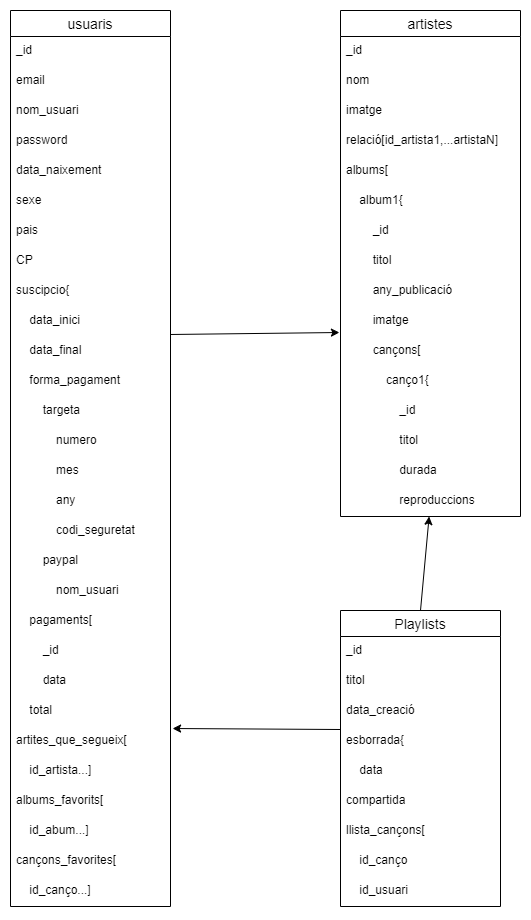 usuaris
_id
email
nom_usuari
password
data_naixement
sexe
pais
CP
suscipcio{
data_inici
data_final
forma_pagament
targeta
numero
mes
any
codi_seguretat
paypal
nom_usuari
pagaments[
_id
data
total
artites_que_segueix[
id_artista...]
albums_favorits[
id_abum...]
cançons_favorites[
id_canço...]
artistes
_id
nom
imatge
relació[id_artista1,...artistaN]
albums[
album1{
_id
titol
any_publicació
imatge
cançons[
canço1{
_id
titol
durada
reproduccions
Playlists
_id
titol
data_creació
esborrada{
data
compartida
llista_cançons[
id_canço
id_usuari